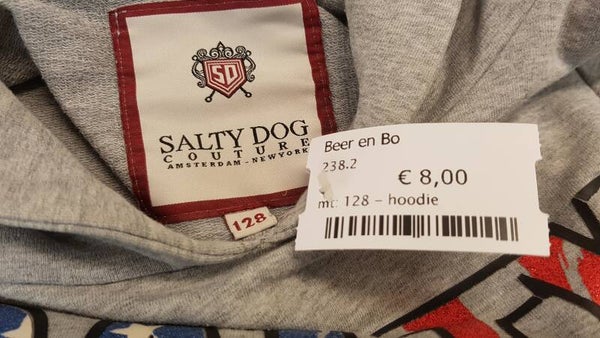 SD
SALTY DOG
COUTURE
AMSTERDAM - NEWYORK
128
Beer en Bo
238.2
€ 8,00
mt: 128 – hoodie